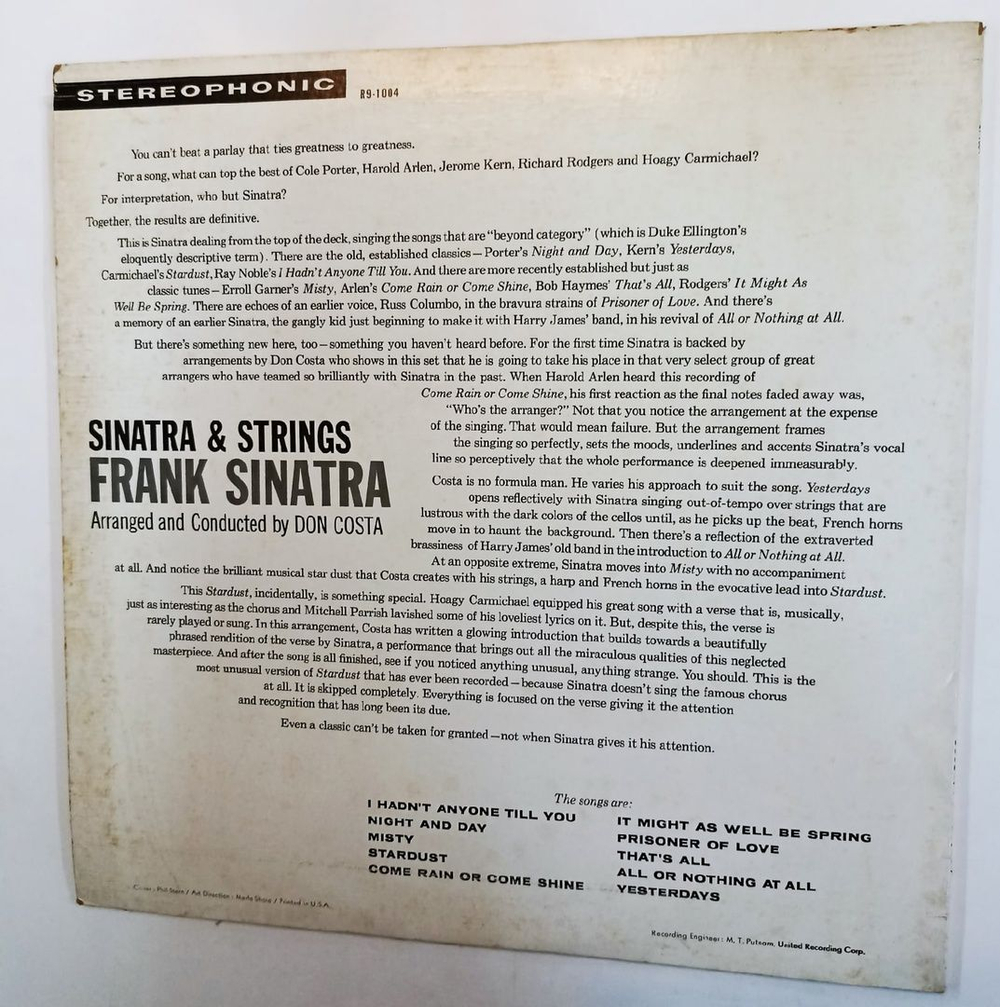 STEREOPHONIC R9-1004
You can't beat a parlay that ties greatness to greatness.
For a song, what can top the best of Cole Porter, Harold Arlen, Jerome Kern, Richard Rodgers and Hoagy Carmichael?
For interpretation, who but Sinatra?
Together, the results are definitive.
This is Sinatra dealing from the top of the deck, singing the songs that are "beyond category" (which is Duke Ellington's
eloquently descriptive term). There are the old, established classics—Porter's Night and Day, Kern's Yesterdays,
Carmichael's Stardust, Ray Noble's I Hadn't Anyone Till You. And there are more recently established but just as
classic tunes—Erroll Garner's Misty, Arlen's Come Rain or Come Shine, Bob Haymes' That's All, Rodgers' It Might As
Well Be Spring. There are echoes of an earlier voice, Russ Columbo, in the bravura strains of Prisoner of Love. And there's
a memory of an earlier Sinatra, the gangly kid just beginning to make it with Harry James' band, in his revival of All or Nothing at All.
But there's something new here, too—something you haven't heard before. For the first time Sinatra is backed by
arrangements by Don Costa who shows in this set that he is going to take his place in that very select group of great
arrangers who have teamed so brilliantly with Sinatra in the past. When Harold Arlen heard this recording of
Come Rain or Come Shine, his first reaction as the final notes faded away was,
"Who's the arranger?" Not that you notice the arrangement at the expense
of the singing. That would mean failure. But the arrangement frames
the singing so perfectly, sets the moods, underlines and accents Sinatra's vocal
line so perceptively that the whole performance is deepened immeasurably.
SINATRA & STRINGS
FRANK SINATRA
Arranged and Conducted by DON COSTA
Costa is no formula man. He varies his approach to suit the song. Yesterdays
opens reflectively with Sinatra singing out-of-tempo over strings that are
lustrous with the dark colors of the cellos until, as he picks up the beat, French horns
move in to haunt the background. Then there's a reflection of the extraverted
brassiness of Harry James' old band in the introduction to All or Nothing at All.
At an opposite extreme, Sinatra moves into Misty with no accompaniment
at all. And notice the brilliant musical star dust that Costa creates with his strings, a harp and French horns in the evocative lead into Stardust.
This Stardust, incidentally, is something special. Hoagy Carmichael equipped his great song with a verse that is, musically,
just as interesting as the chorus and Mitchell Parrish lavished some of his loveliest lyrics on it. But, despite this, the verse is
rarely played or sung. In this arrangement, Costa has written a glowing introduction that builds towards a beautifully
phrased rendition of the verse by Sinatra, a performance that brings out all the miraculous qualities of this neglected
masterpiece. And after the song is all finished, see if you noticed anything unusual, anything strange. You should. This is the
most unusual version of Stardust that has ever been recorded—because Sinatra doesn't sing the famous chorus
at all. It is skipped completely. Everything is focused on the verse giving it the attention
and recognition that has long been its due.
Even a classic can't be taken for granted—not when Sinatra gives it his attention.
The songs are:
I HADN'T ANYONE TILL YOU
NIGHT AND DAY
MISTY
STARDUST
COME RAIN OR COME SHINE
IT MIGHT AS WELL BE SPRING
PRISONER OF LOVE
THAT'S ALL
ALL OR NOTHING AT ALL
YESTERDAYS
Cover: Phil Stern / Art Direction: Merle Shore / Printed in U.S.A.
Recording Engineer: M. T. Putnam, United Recording Corp.